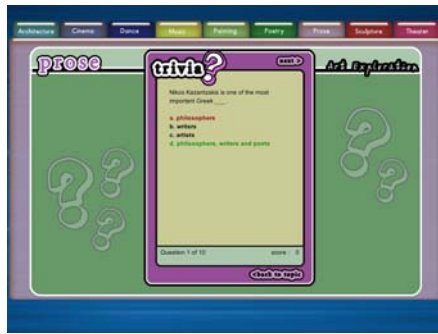 Architecture Cinema Dance Music Painting Poetry Prose Sculpture Theater
prose
trivia?
next >
Art Exploration
Nikos Kazantzakis is one of the most
important Greek ___ .
a. philosophers
b. writers
c. artists
d. philosophers, writers and poets
Question 1 of 10 score : 0
<back to topic